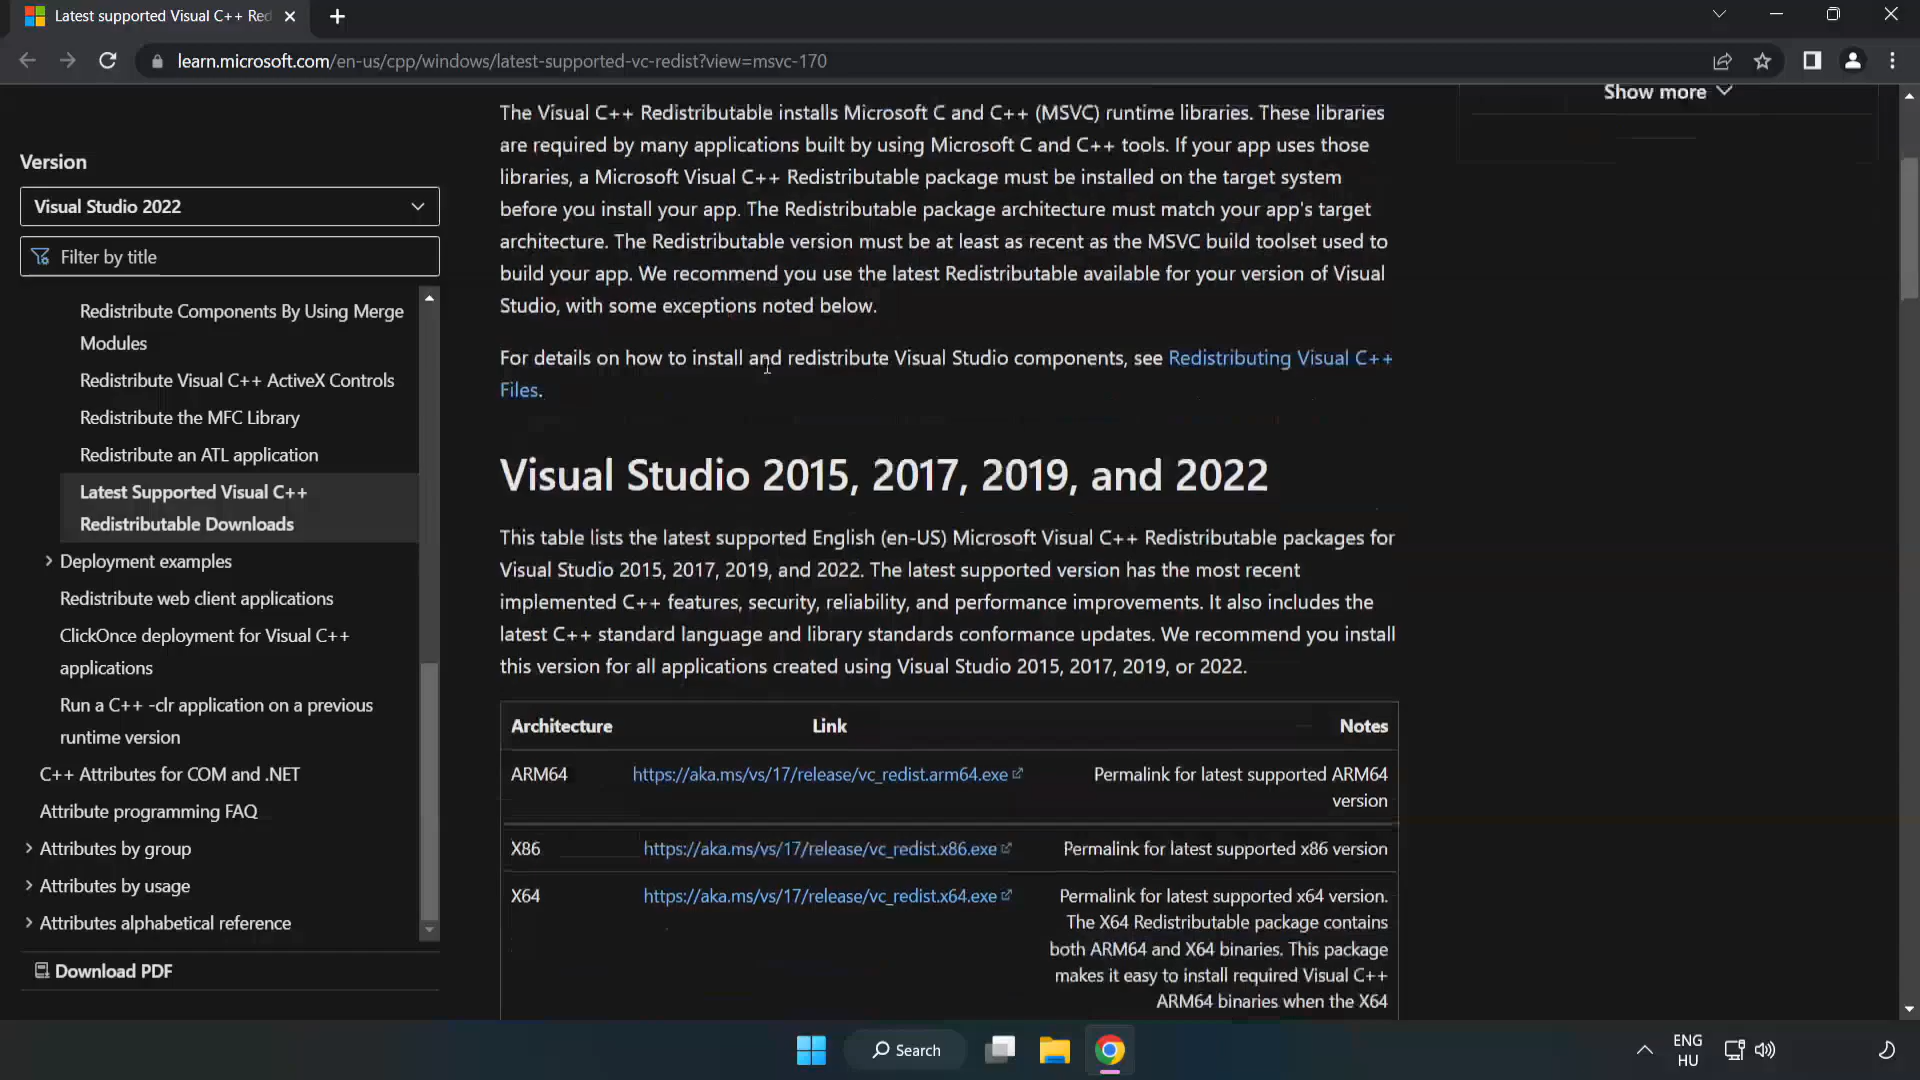 Latest supported Visual C++ Red
learn.microsoft.com/en-us/cpp/windows/latest-supported-vc-redist?view=msvc-170
Version
Visual Studio 2022
Filter by title
Redistribute Components By Using Merge
Modules
Redistribute Visual C++ ActiveX Controls
Redistribute the MFC Library
Redistribute an ATL application
Latest Supported Visual C++
Redistributable Downloads
Deployment examples
Redistribute web client applications
ClickOnce deployment for Visual C++
applications
Run a C++ -clr application on a previous
runtime version
C++ Attributes for COM and .NET
Attribute programming FAQ
Attributes by group
Attributes by usage
Attributes alphabetical reference
Download PDF
The Visual C++ Redistributable installs Microsoft C and C++ (MSVC) runtime libraries. These libraries
are required by many applications built by using Microsoft C and C++ tools. If your app uses those
libraries, a Microsoft Visual C++ Redistributable package must be installed on the target system
before you install your app. The Redistributable package architecture must match your app's target
architecture. The Redistributable version must be at least as recent as the MSVC build toolset used to
build your app. We recommend you use the latest Redistributable available for your version of Visual
Studio, with some exceptions noted below.
For details on how to install and redistribute Visual Studio components, see Redistributing Visual C++
Files.
Visual Studio 2015, 2017, 2019, and 2022
This table lists the latest supported English (en-US) Microsoft Visual C++ Redistributable packages for
Visual Studio 2015, 2017, 2019, and 2022. The latest supported version has the most recent
implemented C++ features, security, reliability, and performance improvements. It also includes the
latest C++ standard language and library standards conformance updates. We recommend you install
this version for all applications created using Visual Studio 2015, 2017, 2019, or 2022.
Architecture Link Notes
ARM64 https://aka.ms/vs/17/release/vc_redist.arm64.exe Permalink for latest supported ARM64
version
X86 https://aka.ms/vs/17/release/vc_redist.x86.exe Permalink for latest supported x86 version
X64 https://aka.ms/vs/17/release/vc_redist.x64.exe Permalink for latest supported x64 version.
The X64 Redistributable package contains
both ARM64 and X64 binaries. This package
makes it easy to install required Visual C++
ARM64 binaries when the X64
Show more
Search
ENG
HU